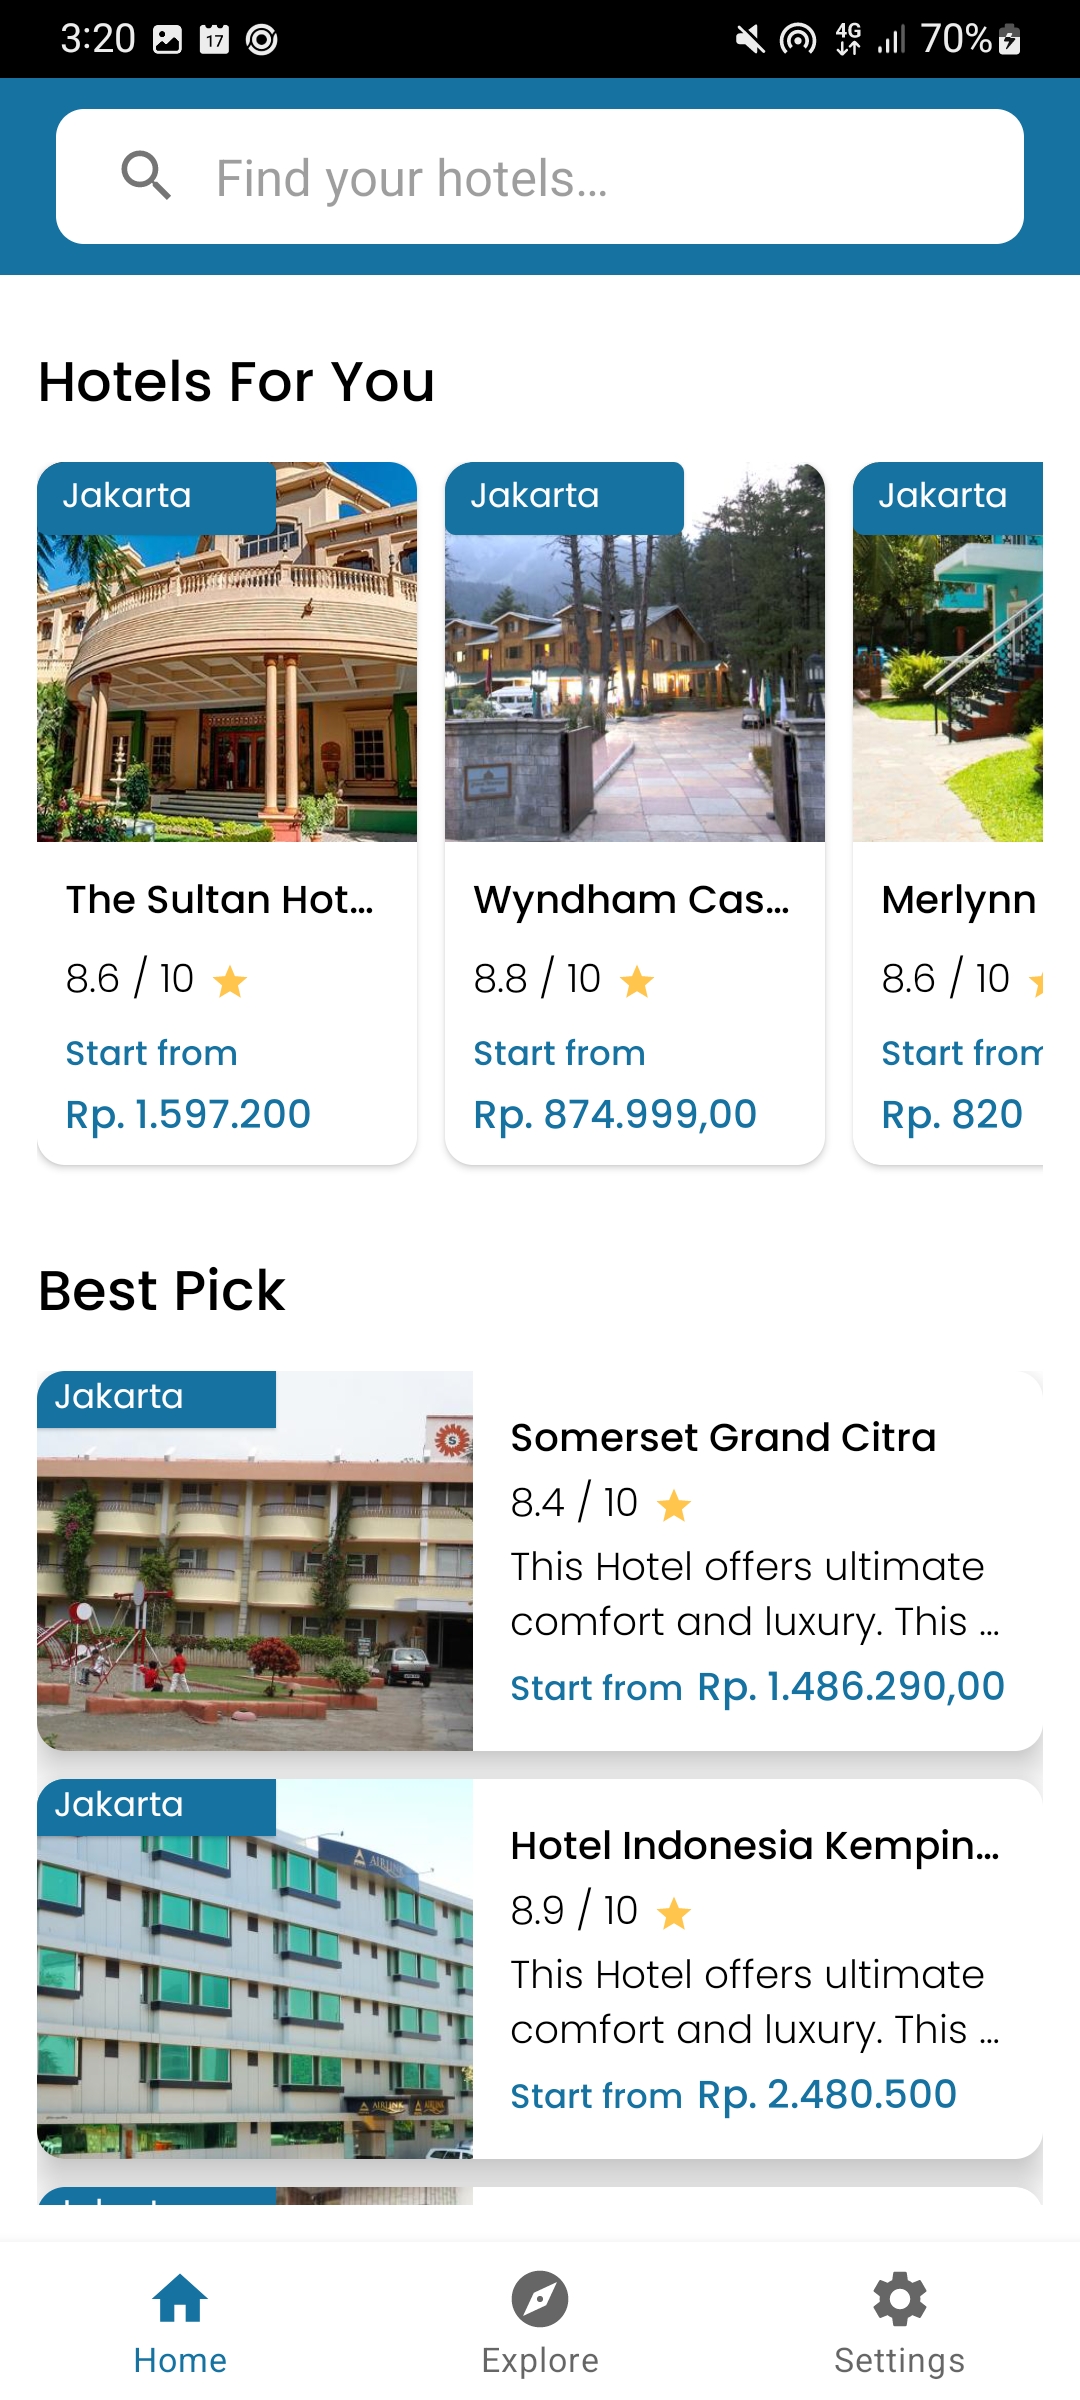 3:20
17
4G
70%
Find your hotels...
Hotels For You
Jakarta
The Sultan Hot...
8.6 / 10
Start from
Rp. 1.597.200
Jakarta
Wyndham Cas...
8.8 / 10
Start from
Rp. 874.999,00
Jakarta
Merlynn
8.6 / 10
Start from
Rp. 820
Best Pick
Jakarta
S
Somerset Grand Citra
8.4 / 10
This Hotel offers ultimate
comfort and luxury. This ...
Start from Rp. 1.486.290,00
Jakarta
AIRLINK
AIRLINK
Hotel Indonesia Kempin...
8.9 / 10
This Hotel offers ultimate
comfort and luxury. This ...
Start from Rp. 2.480.500
Home
Explore
Settings